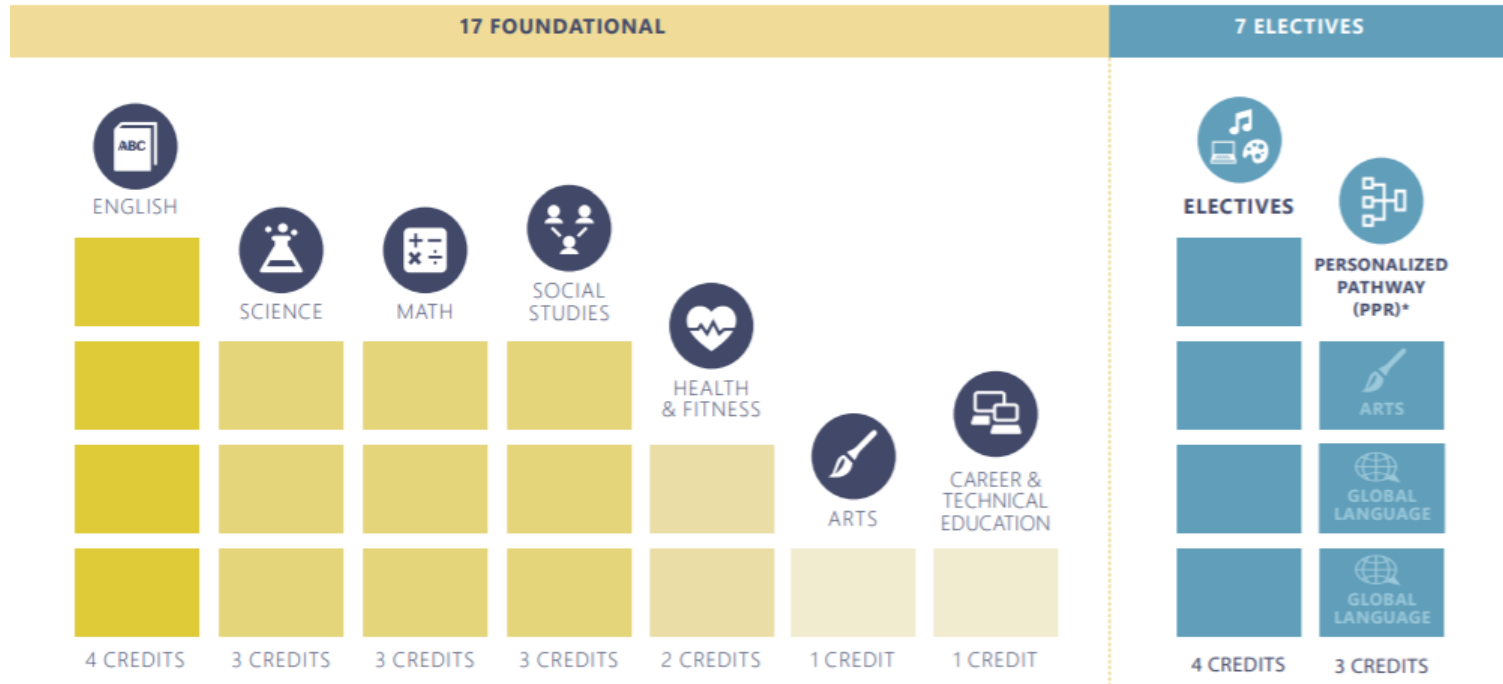 17 FOUNDATIONAL
7 ELECTIVES
ABC
ENGLISH
SCIENCE
MATH
SOCIAL
STUDIES
HEALTH
& FITNESS
ARTS
CAREER &
TECHNICAL
EDUCATION
ELECTIVES
PERSONALIZED
PATHWAY
(PPR)*
ARTS
GLOBAL
LANGUAGE
GLOBAL
LANGUAGE
4 CREDITS
3 CREDITS
3 CREDITS
3 CREDITS
2 CREDITS
1 CREDIT
1 CREDIT
4 CREDITS
3 CREDITS